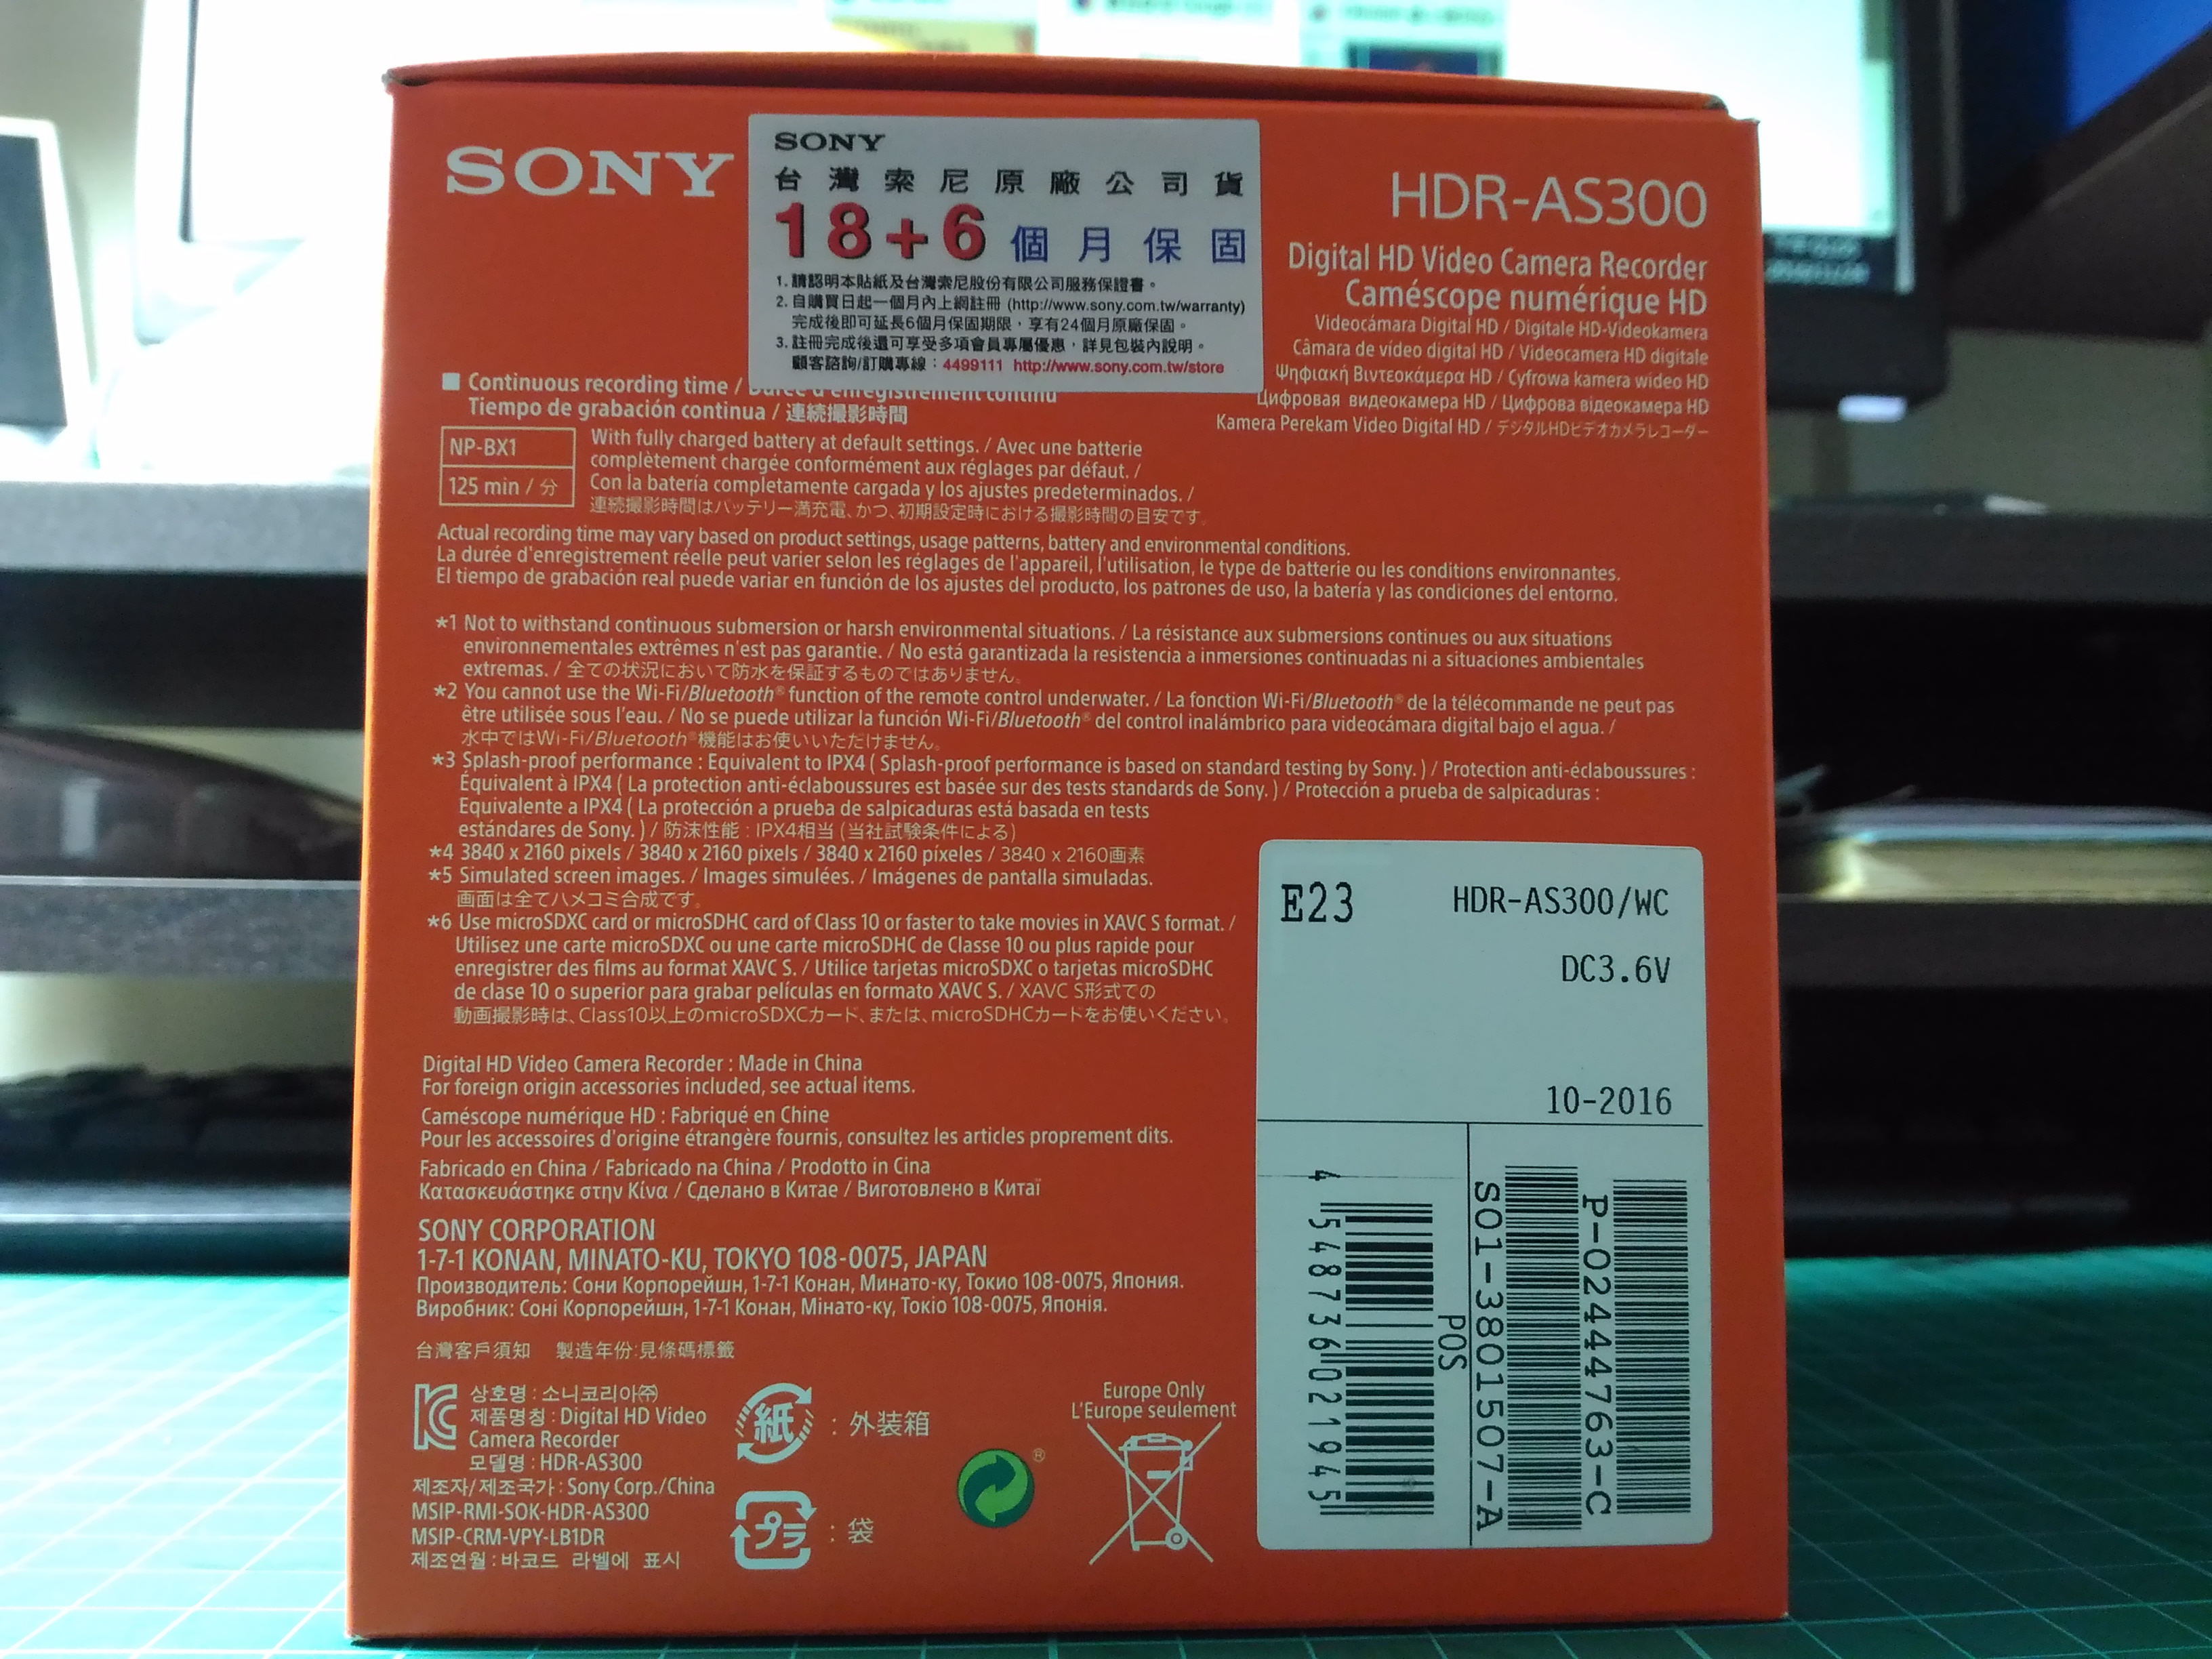 SONY
SONY
台灣索尼原廠公司貨
18+6個月保固
1. 請認明本貼紙及台灣索尼股份有限公司服務保證書。
2. 自購買日起一個月內上網註冊 (http://www.sony.com.tw/warranty)
完成後即可延長6個月保固期限，享有24個月原廠保固。
3. 註冊完成後還可享受多項會員專屬優惠，詳見包裝內說明。
顧客諮詢/訂購專線：4499111 http://www.sony.com.tw/store
HDR-AS300
Digital HD Video Camera Recorder
Caméscope numérique HD
Videocámara Digital HD / Digitale HD-Videokamera
Câmara de vídeo digital HD / Videocamera HD digitale
Ψηφιακή Βιντεοκάμερα HD / Cyfrowa kamera wideo HD
Цифровая видеокамера HD / Цифрова відеокамера HD
Kamera Perekam Video Digital HD / デジタルHDビデオカメラレコーダー
■ Continuous recording time / Durée d'enregistrement continu
Tiempo de grabación continua / 連続撮影時間
NP-BX1
125 min / 分
With fully charged battery at default settings. / Avec une batterie
complètement chargée conformément aux réglages par défaut. /
Con la batería completamente cargada y los ajustes predeterminados. /
連続撮影時間はバッテリー満充電、かつ、初期設定時における撮影時間の目安です。
Actual recording time may vary based on product settings, usage patterns, battery and environmental conditions.
La durée d'enregistrement réelle peut varier selon les réglages de l'appareil, l'utilisation, le type de batterie ou les conditions environnantes.
El tiempo de grabación real puede variar en función de los ajustes del producto, los patrones de uso, la batería y las condiciones del entorno.
*1 Not to withstand continuous submersion or harsh environmental situations. / La résistance aux submersions continues ou aux situations
environnementales extrêmes n'est pas garantie. / No está garantizada la resistencia a inmersiones continuadas ni a situaciones ambientales
extremas. / 全ての状況において防水を保証するものではありません。
*2 You cannot use the Wi-Fi/Bluetooth® function of the remote control underwater. / La fonction Wi-Fi/Bluetooth® de la télécommande ne peut pas
être utilisée sous l'eau. / No se puede utilizar la función Wi-Fi/Bluetooth® del control inalámbrico para videocámara digital bajo el agua. /
水中ではWi-Fi/Bluetooth®機能はお使いいただけません。
*3 Splash-proof performance : Equivalent to IPX4 ( Splash-proof performance is based on standard testing by Sony. ) / Protection anti-éclaboussures :
Équivalent à IPX4 ( La protection anti-éclaboussures est basée sur des tests standards de Sony. ) / Protección a prueba de salpicaduras :
Equivalente a IPX4 ( La protección a prueba de salpicaduras está basada en tests
estándares de Sony. ) / 防沫性能 : IPX4相当 (当社試験条件による)
*4 3840 x 2160 pixels / 3840 x 2160 pixels / 3840 x 2160 píxeles / 3840 x 2160画素
*5 Simulated screen images. / Images simulées. / Imágenes de pantalla simuladas.
画面は全てハメコミ合成です。
*6 Use microSDXC card or microSDHC card of Class 10 or faster to take movies in XAVC S format. /
Utilisez une carte microSDXC ou une carte microSDHC de Classe 10 ou plus rapide pour
enregistrer des films au format XAVC S. / Utilice tarjetas microSDXC o tarjetas microSDHC
de clase 10 o superior para grabar películas en formato XAVC S. / XAVC S形式での
動画撮影時は、Class10以上のmicroSDXCカード、または、microSDHCカードをお使いください。
Digital HD Video Camera Recorder : Made in China
For foreign origin accessories included, see actual items.
Caméscope numérique HD : Fabriqué en Chine
Pour les accessoires d'origine étrangère fournis, consultez les articles proprement dits.
Fabricado en China / Fabricado na China / Prodotto in Cina
Κατασκευάστηκε στην Κίνα / Сделано в Китае / Виготовлено в Китаї
SONY CORPORATION
1-7-1 KONAN, MINATO-KU, TOKYO 108-0075, JAPAN
Производитель: Сони Корпорейшн, 1-7-1 Конан, Минато-ку, Токио 108-0075, Япония.
Виробник: Соні Корпорейшн, 1-7-1 Конан, Мінато-ку, Токіо 108-0075, Японія.
台灣客戶須知 製造年份:見條碼標籤
상호명 : 소니코리아㈜
제품명칭 : Digital HD Video
Camera Recorder
모델명 : HDR-AS300
제조자/제조국가 : Sony Corp./China
MSIP-RMI-SOK-HDR-AS300
MSIP-CRM-VPY-LB1DR
제조연월 : 바코드 라벨에 표시
紙 : 外装箱
プラ : 袋
Europe Only
L'Europe seulement
E23
HDR-AS300/WC
DC3.6V
10-2016
4 548736 021945
POS
S01-3801507-A
P-02444763-C